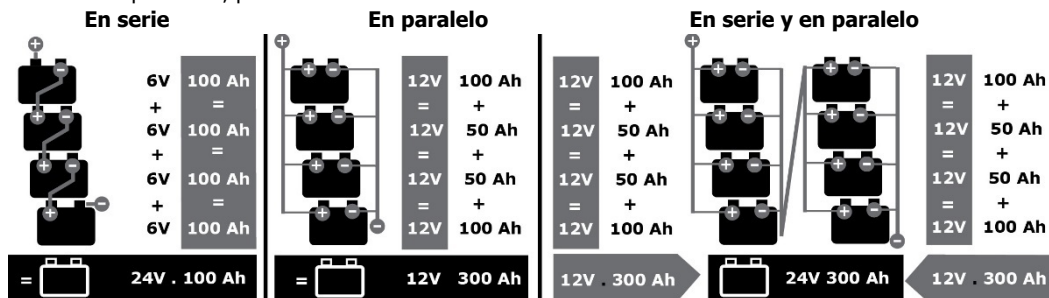 En serie
6V 100 Ah
+ =
6V 100 Ah
+ =
6V 100 Ah
+ =
6V 100 Ah
= 24V . 100 Ah
En paralelo
12V 100 Ah
= +
12V 50 Ah
= +
12V 50 Ah
= +
12V 100 Ah
= 12V 300 Ah
En serie y en paralelo
12V 100 Ah
= +
12V 50 Ah
= +
12V 50 Ah
= +
12V 100 Ah
12V 100 Ah
= +
12V 50 Ah
= +
12V 50 Ah
= +
12V 100 Ah
12V . 300 Ah
24V 300 Ah
12V . 300 Ah